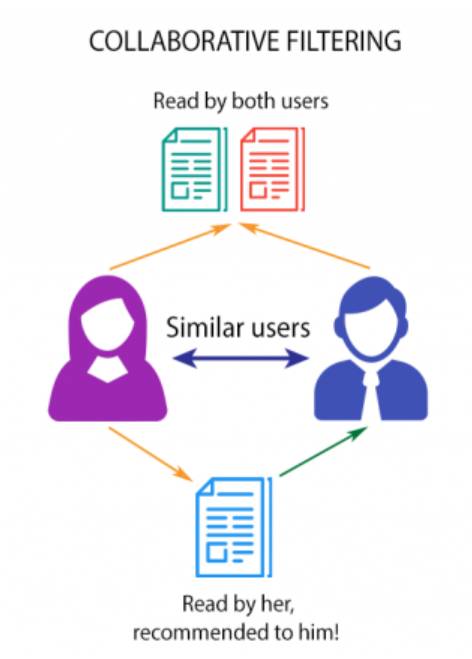 COLLABORATIVE FILTERING
Read by both users
Similar users
Read by her,
recommended to him!